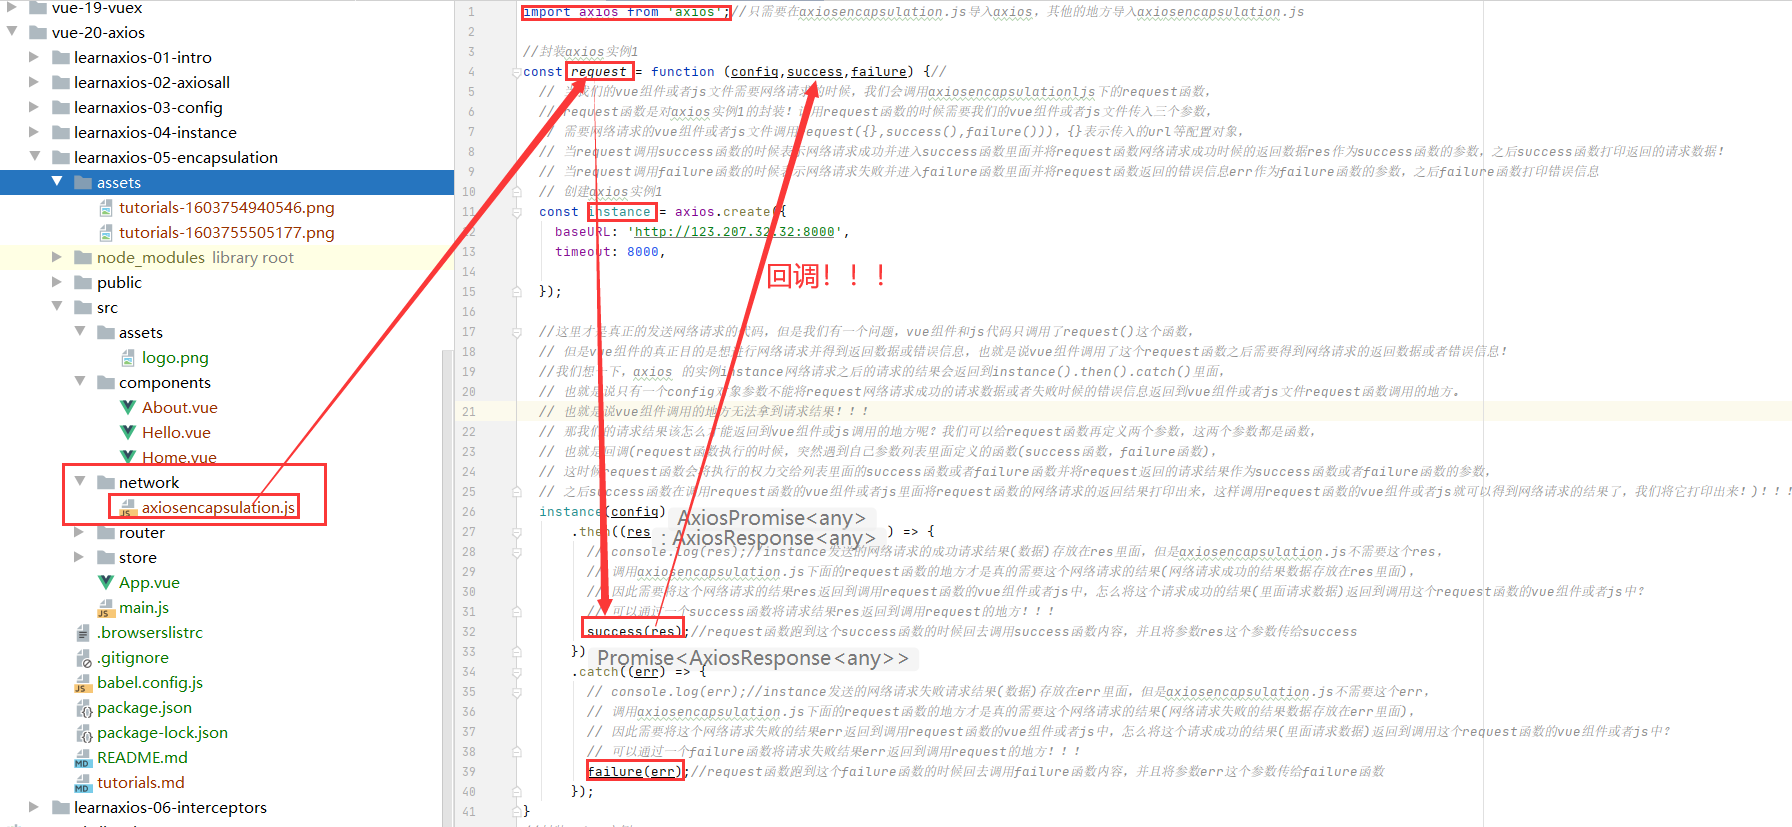 vue-19-vuex
vue-20-axios
learnaxios-01-intro
learnaxios-02-axiosall
learnaxios-03-config
learnaxios-04-instance
learnaxios-05-encapsulation
assets
tutorials-1603754940546.png
tutorials-1603755505177.png
node_modules library root
public
src
assets
logo.png
components
About.vue
Hello.vue
Home.vue
network
axiosencapsulation.js
router
store
App.vue
main.js
.browserslistrc
.gitignore
babel.config.js
package.json
package-lock.json
README.md
tutorials.md
learnaxios-06-interceptors
1 import axios from 'axios';//只需要在axiosencapsulation.js导入axios，其他的地方导入axiosencapsulation.js
2
3 //封装axios实例1
4 const request = function (config,success,failure) {//
5 // 当我们的vue组件或者js文件需要网络请求的时候，我们会调用axiosencapsulationljs下的request函数，
6 // request函数是对axios实例1的封装！调用request函数的时候需要我们的vue组件或者js文件传入三个参数，
7 // 需要网络请求的vue组件或者js文件调用request({},success(),failure()))，{}表示传入的url等配置对象，
8 // 当request调用success函数的时候表示网络请求成功并进入success函数里面并将request函数网络请求成功时候的返回数据res作为success函数的参数，之后success函数打印返回的请求数据！
9 // 当request调用failure函数的时候表示网络请求失败并进入failure函数里面并将request函数返回的错误信息err作为failure函数的参数，之后failure函数打印错误信息
10 // 创建axios实例1
11 const instance = axios.create({
12 baseURL: 'http://123.207.32.32:8000',
13 timeout: 8000,
回调！！！
14
15 });
16
17 //这里才是真正的发送网络请求的代码，但是我们有一个问题，vue组件和js代码只调用了request()这个函数，
18 // 但是vue组件的真正目的是想进行网络请求并得到返回数据或错误信息，也就是说vue组件调用了这个request函数之后需要得到网络请求的返回数据或者错误信息！
19 //我们想一下，axios 的实例instance网络请求之后的请求的结果会返回到instance().then().catch()里面，
20 // 也就是说只有一个config对象参数不能将request网络请求成功的请求数据或者失败时候的错误信息返回到vue组件或者js文件request函数调用的地方。
21 // 也就是说vue组件调用的地方无法拿到请求结果！！！
22 // 那我们的请求结果该怎么才能返回到vue组件或js调用的地方呢？我们可以给request函数再定义两个参数，这两个参数都是函数，
23 // 也就是回调(request函数执行的时候，突然遇到自己参数列表里面定义的函数(success函数，failure函数)，
24 // 这时候request函数会将执行的权力交给列表里面的success函数或者failure函数并将request返回的请求结果作为success函数或者failure函数的参数，
25 // 之后success函数在调用request函数的vue组件或者js里面将request函数的网络请求的返回结果打印出来，这样调用request函数的vue组件或者js就可以得到网络请求的结果了，我们将它打印出来！)！！！
26 instance(config) AxiosPromise<any>
27 .then((res : AxiosResponse<any> ) => {
28 // console.log(res);//instance发送的网络请求的成功请求结果(数据)存放在res里面，但是axiosencapsulation.js不需要这个res，
29 // 调用axiosencapsulation.js下面的request函数的地方才是真的需要这个网络请求的结果(网络请求成功的结果数据存放在res里面)，
30 // 因此需要将这个网络请求的结果res返回到调用request函数的vue组件或者js中，怎么将这个请求成功的结果(里面请求数据)返回到调用这个request函数的vue组件或者js中？
31 // 可以通过一个success函数将请求结果res返回到调用request的地方！！！
32 success(res);//request函数跑到这个success函数的时候回去调用success函数内容，并且将参数res这个参数传给success
33 }) Promise<AxiosResponse<any>>
34 .catch((err) => {
35 // console.log(err);//instance发送的网络请求失败请求结果(数据)存放在err里面，但是axiosencapsulation.js不需要这个err，
36 // 调用axiosencapsulation.js下面的request函数的地方才是真的需要这个网络请求的结果(网络请求失败的结果数据存放在err里面)，
37 // 因此需要将这个网络请求失败的结果err返回到调用request函数的vue组件或者js中，怎么将这个请求成功的结果(里面请求数据)返回到调用这个request函数的vue组件或者js中？
38 // 可以通过一个failure函数将请求失败结果err返回到调用request的地方！！！
39 failure(err);//request函数跑到这个failure函数的时候回去调用failure函数内容，并且将参数err这个参数传给failure函数
40 });
41 }